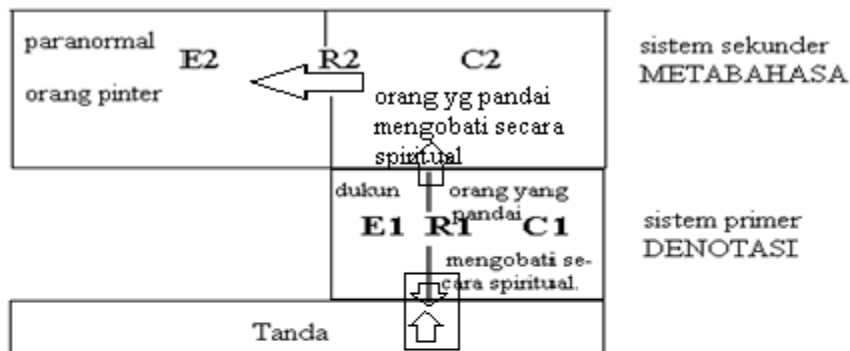 paranormal
E2
R2
C2
sistem sekunder
METABAHASA
orang pinter
orang yg pandai
mengobati secara
spiritual
dukun
orang yang
pandai
E1
R1
C1
sistem primer
DENOTASI
mengobati se-
cara spiritual.
Tanda